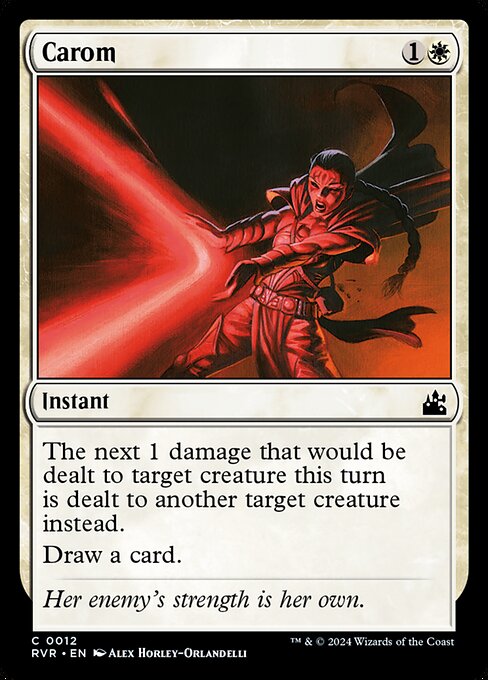 Carom 1
Instant
The next 1 damage that would be
dealt to target creature this turn
is dealt to another target creature
instead.
Draw a card.
Her enemy's strength is her own.
C 0012
RVR • EN Alex Horley-Orlandelli
™ & © 2024 Wizards of the Coast